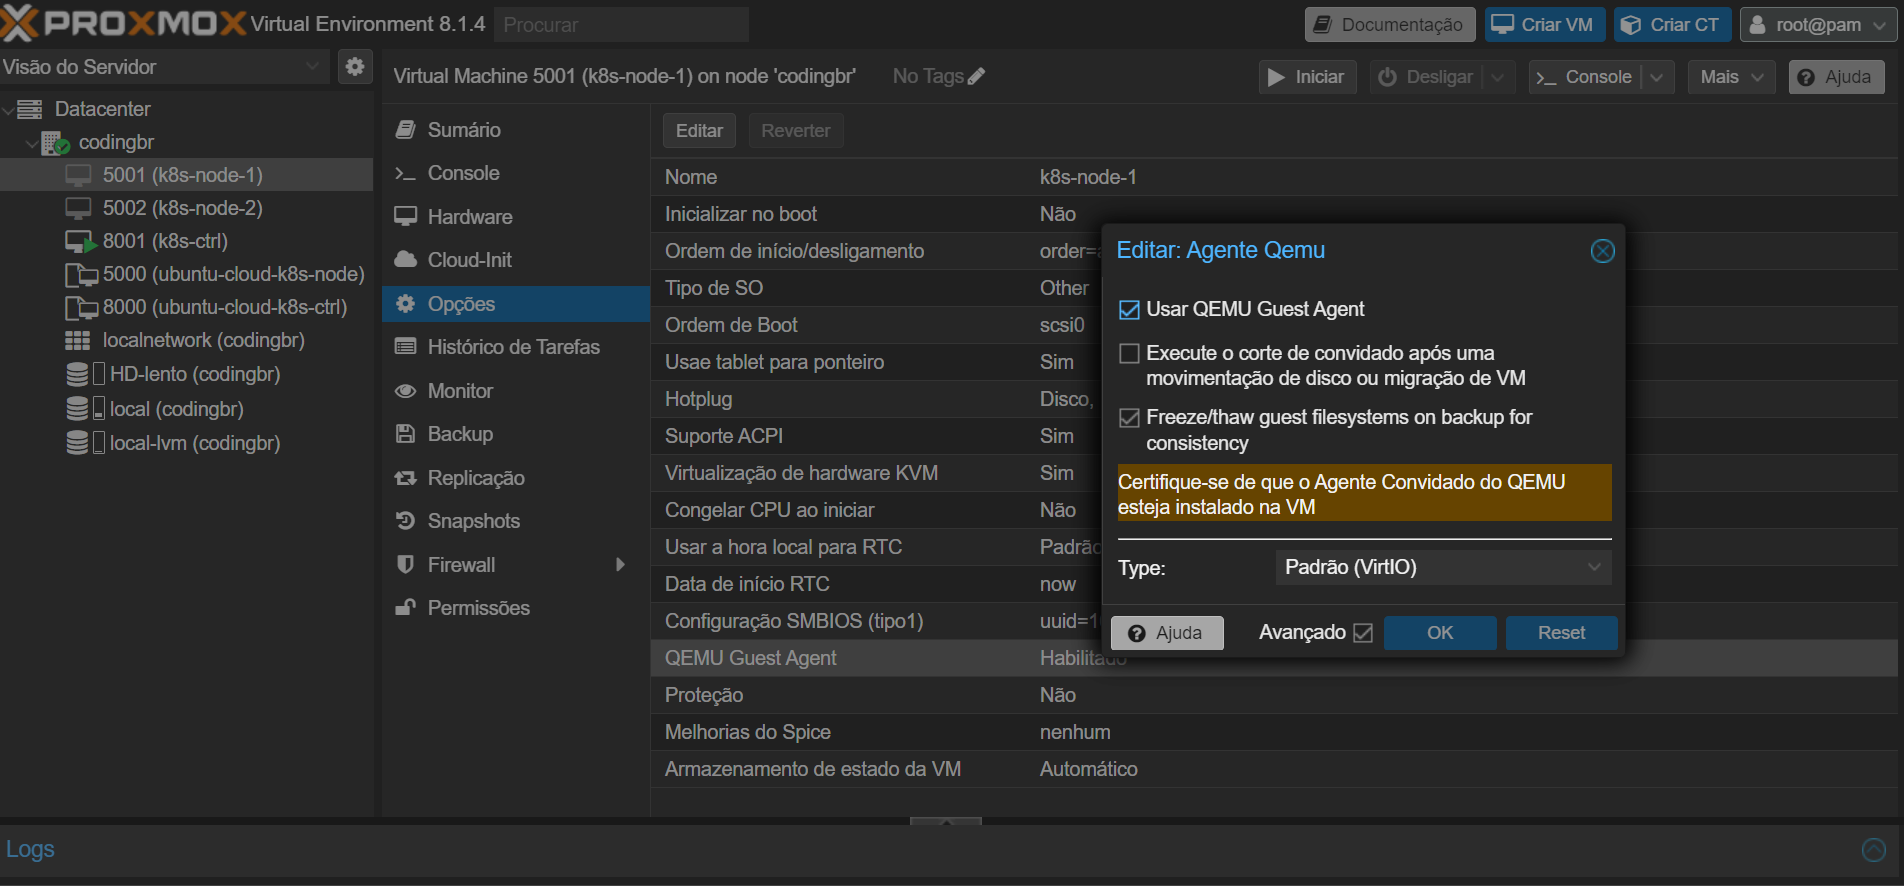 PROXMOX Virtual Environment 8.1.4 Procurar Documentação Criar VM Criar CT root@pam
Visão do Servidor
Datacenter
codingbr
5001 (k8s-node-1)
5002 (k8s-node-2)
8001 (k8s-ctrl)
5000 (ubuntu-cloud-k8s-node)
8000 (ubuntu-cloud-k8s-ctrl)
localnetwork (codingbr)
HD-lento (codingbr)
local (codingbr)
local-lvm (codingbr)
Virtual Machine 5001 (k8s-node-1) on node 'codingbr' No Tags Iniciar Desligar Console Mais Ajuda
Sumário
Console
Hardware
Cloud-Init
Opções
Histórico de Tarefas
Monitor
Backup
Replicação
Snapshots
Firewall
Permissões
Editar Reverter
Nome k8s-node-1
Inicializar no boot Não
Ordem de início/desligamento order=
Tipo de SO Other
Ordem de Boot scsi0
Usae tablet para ponteiro Sim
Hotplug Disco,
Suporte ACPI Sim
Virtualização de hardware KVM Sim
Congelar CPU ao iniciar Não
Usar a hora local para RTC Padrão
Data de início RTC now
Configuração SMBIOS (tipo1) uuid=1
QEMU Guest Agent Habilitado
Proteção Não
Melhorias do Spice nenhum
Armazenamento de estado da VM Automático
Editar: Agente Qemu
Usar QEMU Guest Agent
Execute o corte de convidado após uma
movimentação de disco ou migração de VM
Freeze/thaw guest filesystems on backup for
consistency
Certifique-se de que o Agente Convidado do QEMU
esteja instalado na VM
Type: Padrão (VirtIO)
Ajuda Avançado OK Reset
Logs